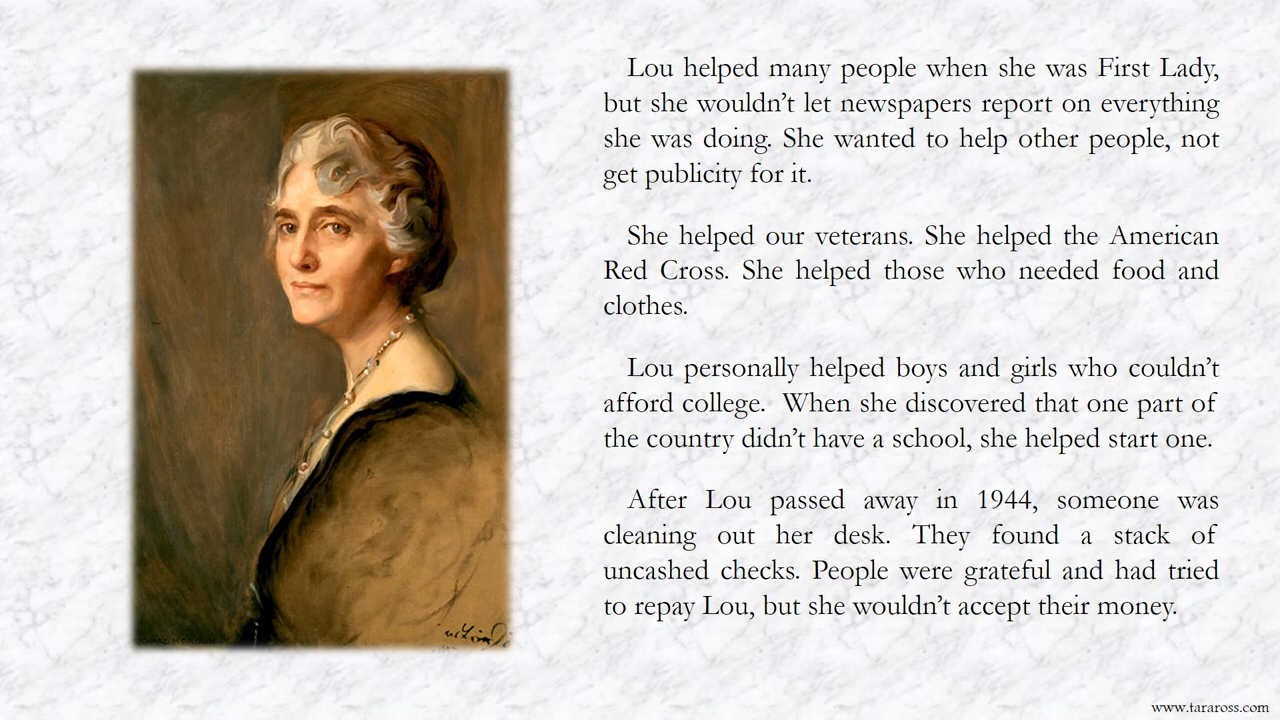 Lou helped many people when she was First Lady,
but she wouldn’t let newspapers report on everything
she was doing. She wanted to help other people, not
get publicity for it.
She helped our veterans. She helped the American
Red Cross. She helped those who needed food and
clothes.
Lou personally helped boys and girls who couldn’t
afford college.  When she discovered that one part of
the country didn’t have a school, she helped start one.
After Lou passed away in 1944, someone was
cleaning out her desk. They found a stack of
uncashed checks. People were grateful and had tried
to repay Lou, but she wouldn’t accept their money.
www.taraross.com